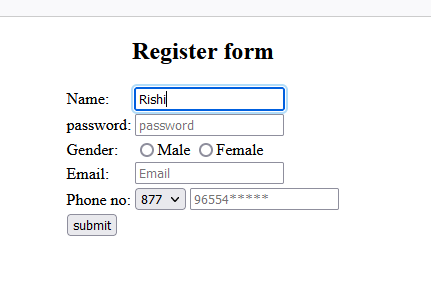 Register form
Name: Rishi
password: password
Gender: Male Female
Email: Email
Phone no: 877 96554*****
submit